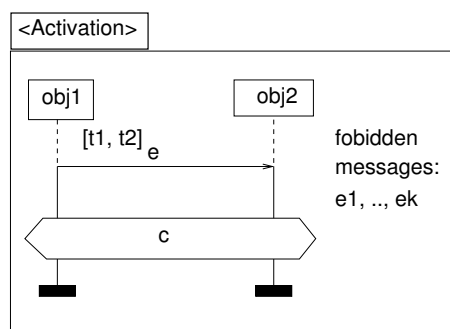 <Activation>
obj1
obj2
[t1, t2]
e
fobidden
messages:
e1, .., ek
c